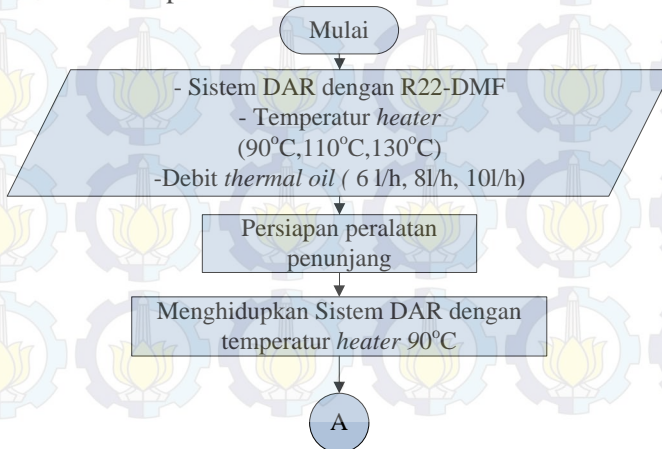 Mulai
- Sistem DAR dengan R22-DMF
- Temperatur heater
(90°C,110°C,130°C)
-Debit thermal oil ( 6 l/h, 8l/h, 10l/h)
Persiapan peralatan
penunjang
Menghidupkan Sistem DAR dengan
temperatur heater 90°C
A